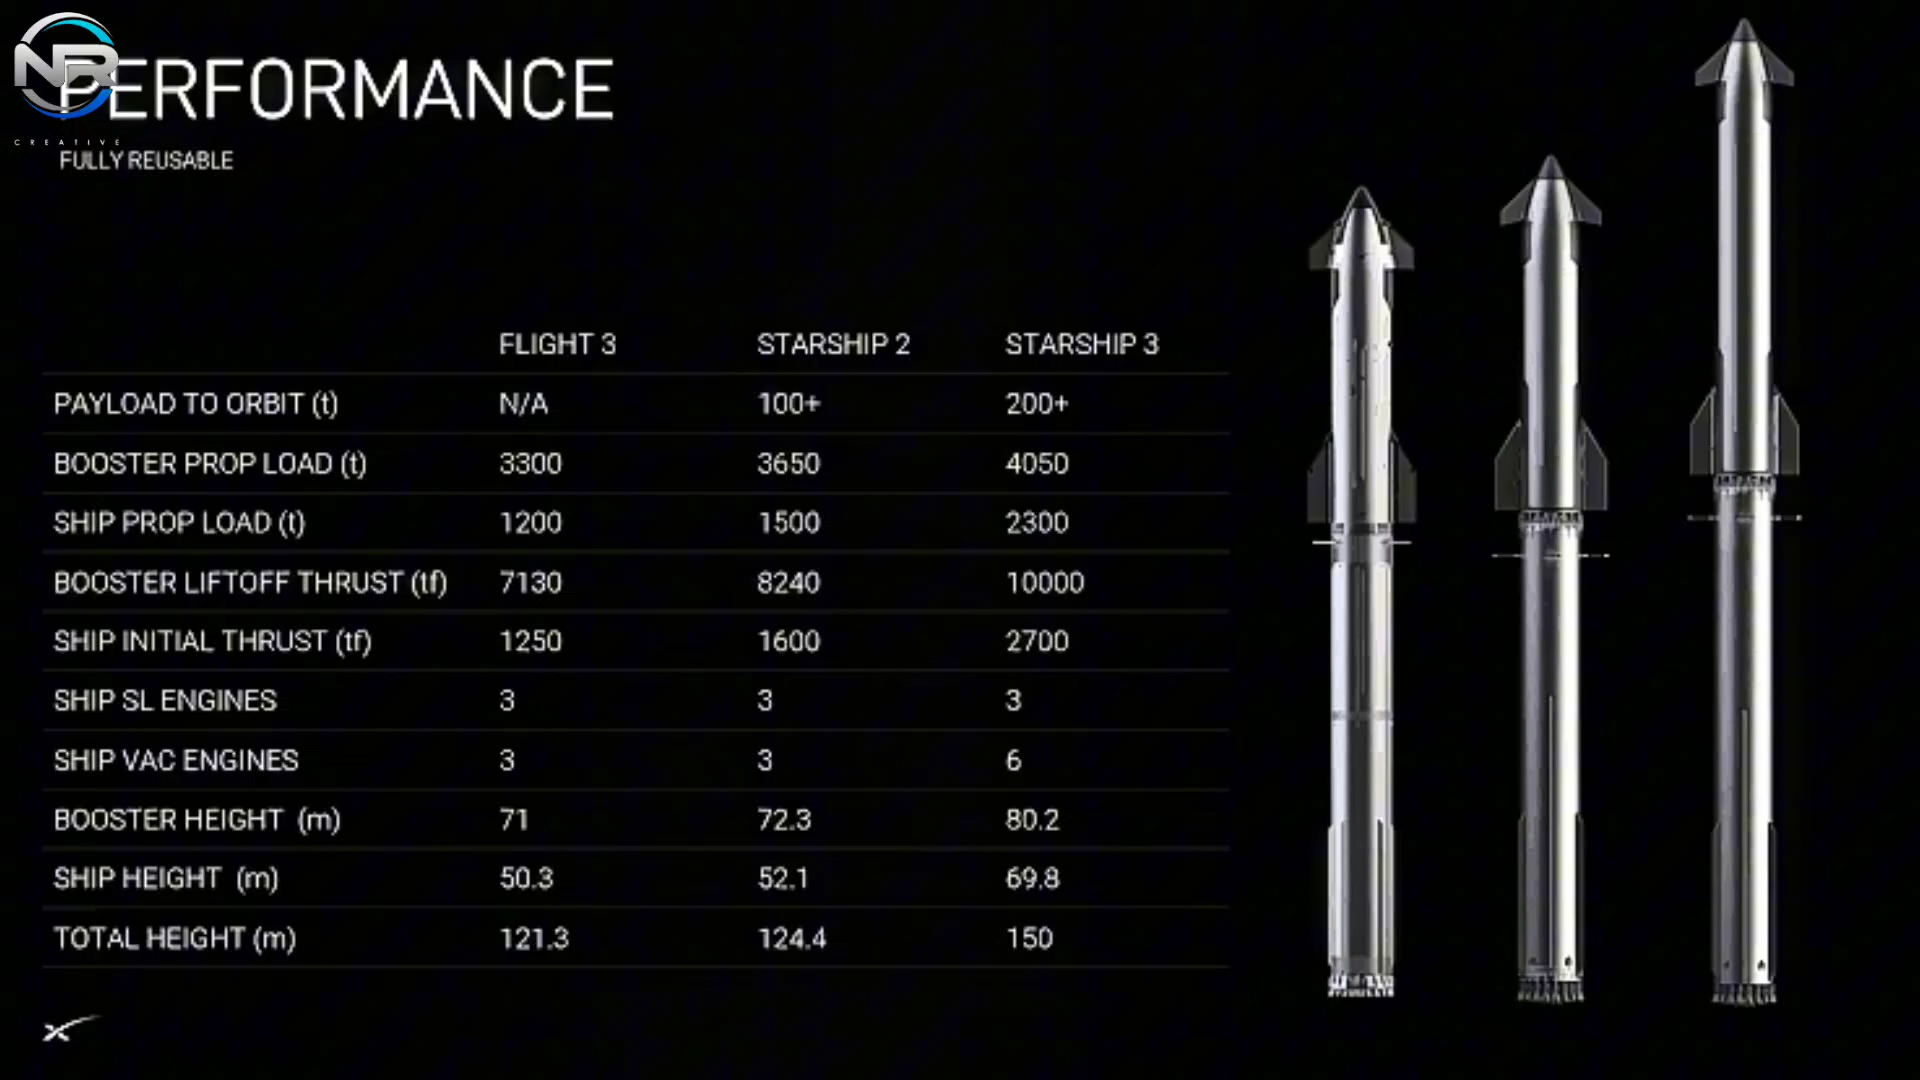 NR
CREATIVE
PERFORMANCE
FULLY REUSABLE
FLIGHT 3 STARSHIP 2 STARSHIP 3
PAYLOAD TO ORBIT (t) N/A 100+ 200+
BOOSTER PROP LOAD (t) 3300 3650 4050
SHIP PROP LOAD (t) 1200 1500 2300
BOOSTER LIFTOFF THRUST (tf) 7130 8240 10000
SHIP INITIAL THRUST (tf) 1250 1600 2700
SHIP SL ENGINES 3 3 3
SHIP VAC ENGINES 3 3 6
BOOSTER HEIGHT (m) 71 72.3 80.2
SHIP HEIGHT (m) 50.3 52.1 69.8
TOTAL HEIGHT (m) 121.3 124.4 150